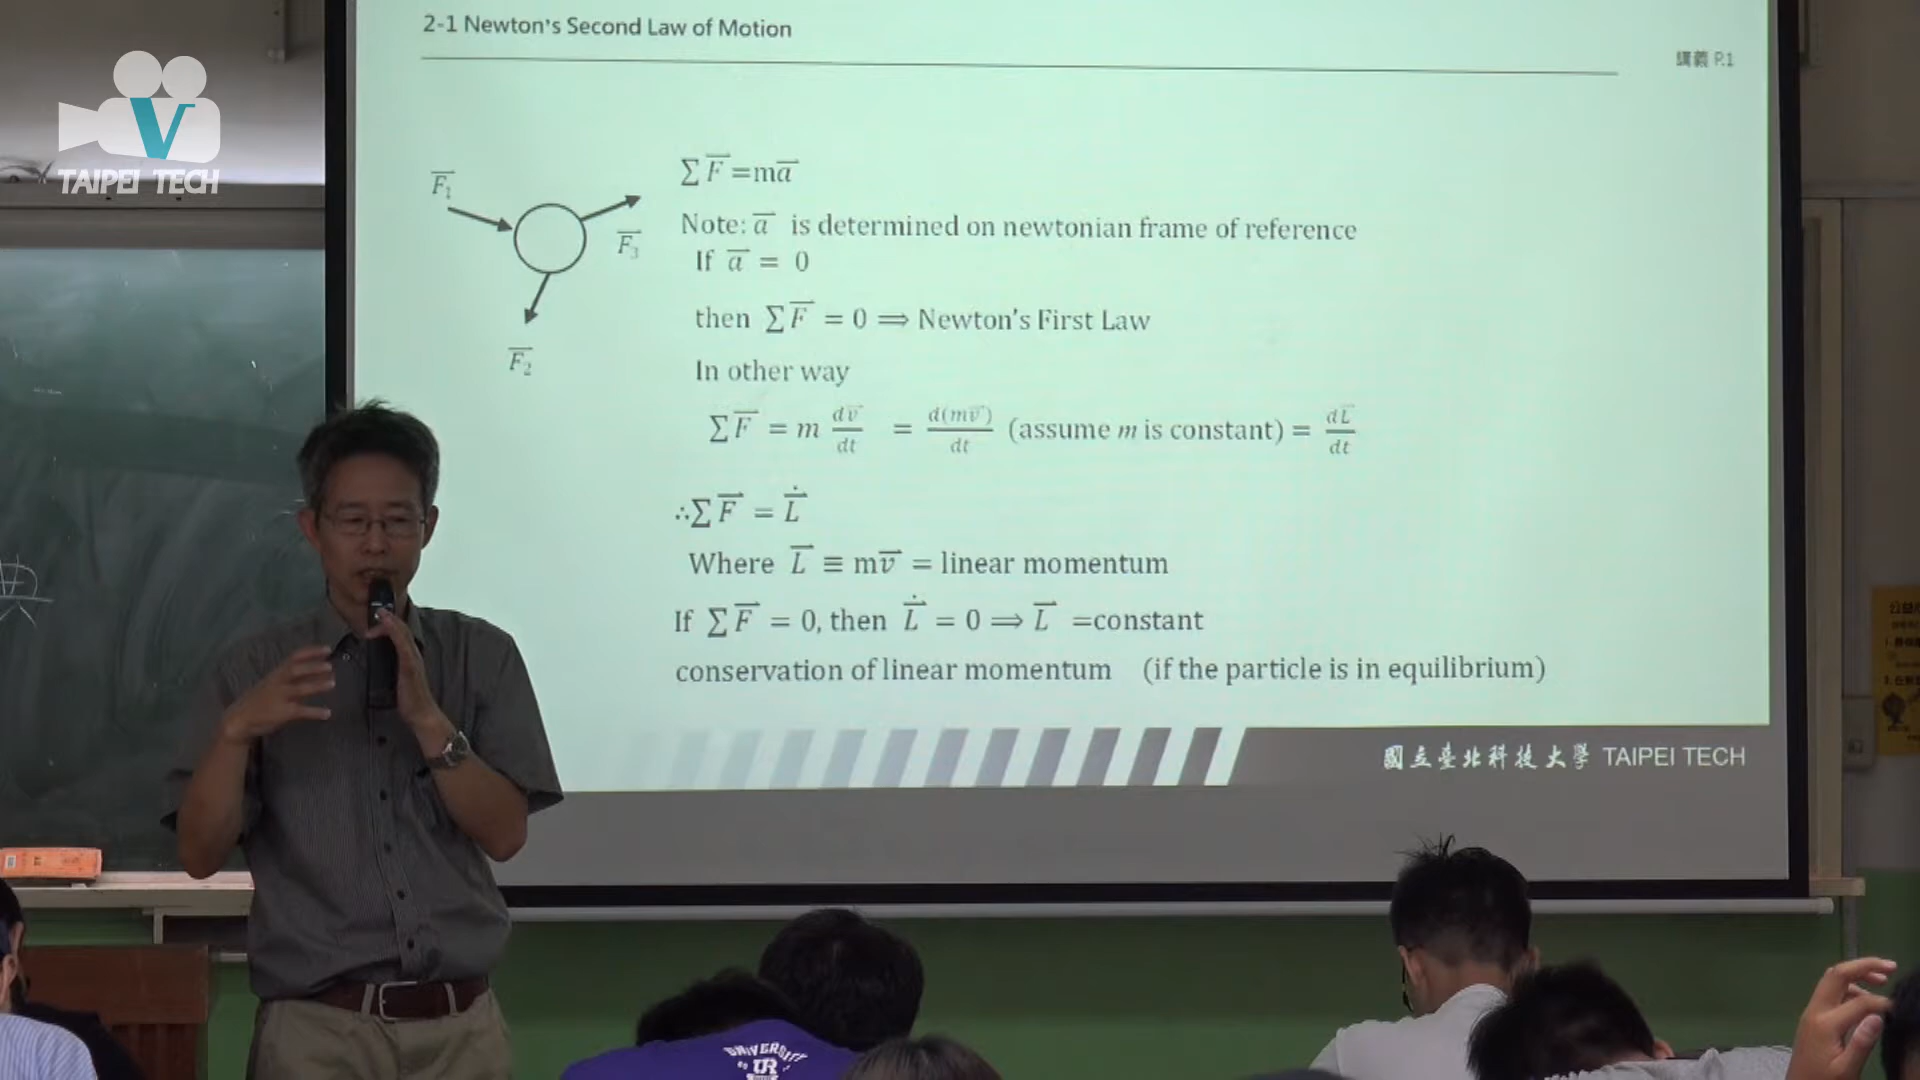 2-1 Newton's Second Law of Motion
講義 P.1
V
TAIPEI TECH
F₁
F₃
F₂
∑F⃗=ma⃗
Note: a⃗ is determined on newtonian frame of reference
If a⃗ = 0
then ∑F⃗ = 0 ⟹ Newton's First Law
In other way
∑F⃗ = m dv⃗/dt = d(mv⃗)/dt (assume m is constant) = dL⃗/dt
∴∑F⃗ = L⃗̇
Where L⃗ ≡ mv⃗ = linear momentum
If ∑F⃗ = 0, then L⃗̇ = 0 ⟹ L⃗ =constant
conservation of linear momentum (if the particle is in equilibrium)
國立臺北科技大學 TAIPEI TECH
UNIVERSITY